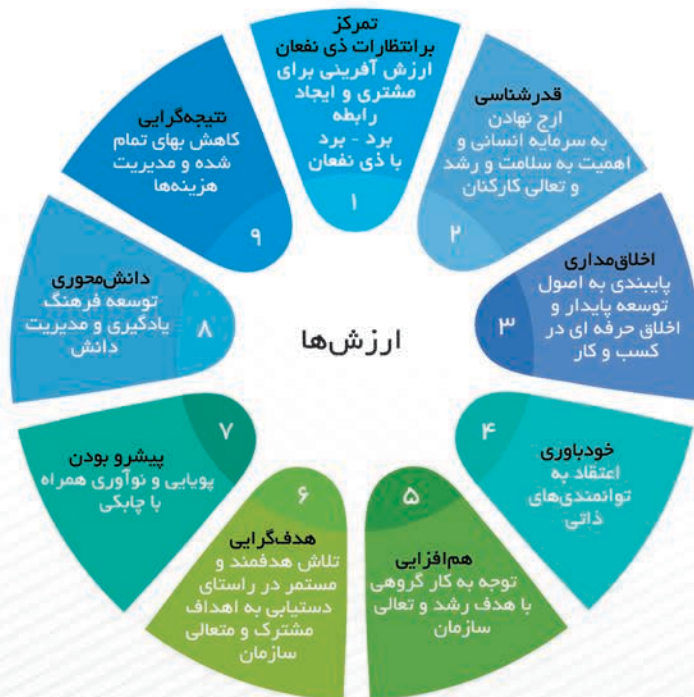 ارزش‌ها
تمرکز
برانتظارات ذی نفعان
ارزش آفرینی برای
مشتری و ایجاد
رابطه
برد - برد
با ذی نفعان
۱
قدرشناسی
ارج نهادن
به سرمایه انسانی و
اهمیت به سلامت و رشد
و تعالی کارکنان
۲
اخلاق‌مداری
پایبندی به اصول
توسعه پایدار و
اخلاق حرفه ای در
کسب و کار
۳
خودباوری
اعتقاد به
توانمندی‌های
ذاتی
۴
هم‌افزایی
توجه به کار گروهی
با هدف رشد و تعالی
سازمان
۵
هدف‌گرایی
تلاش هدفمند و
مستمر در راستای
دستیابی به اهداف
مشترک و متعالی
سازمان
۶
پیشرو بودن
پویایی و نوآوری همراه
با چابکی
۷
دانش‌محوری
توسعه فرهنگ
یادگیری و مدیریت
دانش
۸
نتیجه‌گرایی
کاهش بهای تمام
شده و مدیریت
هزینه‌ها
۹